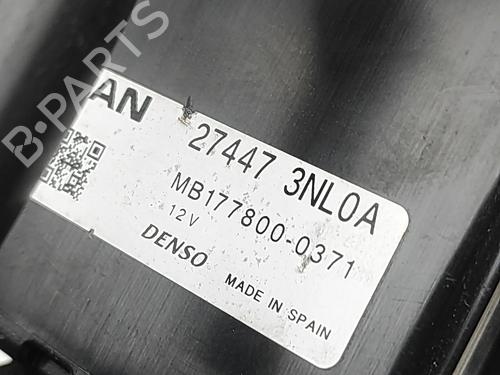 B·PARTS
AN 27447 3NL0A
MB177800-0371
12V
DENSO
MADE IN SPAIN